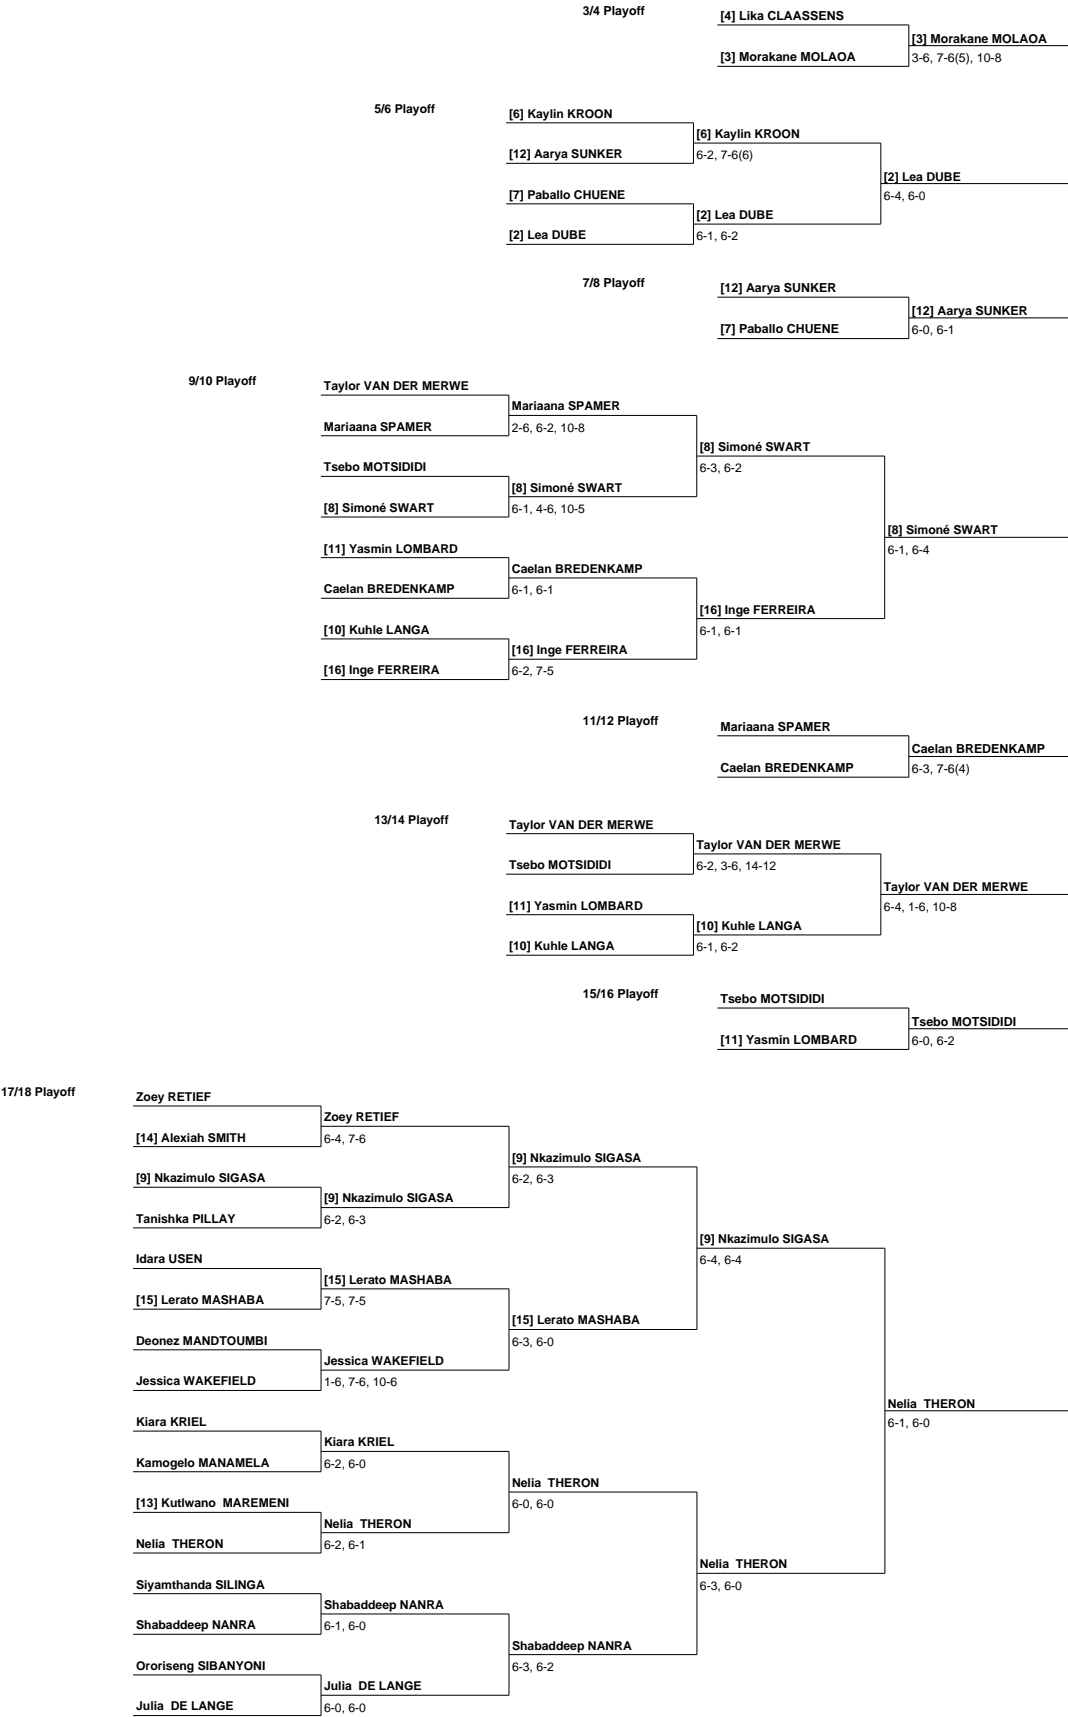 3/4 Playoff
[4] Lika CLAASSENS
[3] Morakane MOLAOA
[3] Morakane MOLAOA
3-6, 7-6(5), 10-8
5/6 Playoff
[6] Kaylin KROON
[6] Kaylin KROON
[12] Aarya SUNKER
6-2, 7-6(6)
[2] Lea DUBE
[7] Paballo CHUENE
6-4, 6-0
[2] Lea DUBE
[2] Lea DUBE
6-1, 6-2
7/8 Playoff
[12] Aarya SUNKER
[12] Aarya SUNKER
[7] Paballo CHUENE
6-0, 6-1
9/10 Playoff
Taylor VAN DER MERWE
Mariaana SPAMER
Mariaana SPAMER
2-6, 6-2, 10-8
[8] Simoné SWART
Tsebo MOTSIDIDI
6-3, 6-2
[8] Simoné SWART
[8] Simoné SWART
6-1, 4-6, 10-5
[8] Simoné SWART
[11] Yasmin LOMBARD
6-1, 6-4
Caelan BREDENKAMP
Caelan BREDENKAMP
6-1, 6-1
[16] Inge FERREIRA
[10] Kuhle LANGA
6-1, 6-1
[16] Inge FERREIRA
[16] Inge FERREIRA
6-2, 7-5
11/12 Playoff
Mariaana SPAMER
Caelan BREDENKAMP
Caelan BREDENKAMP
6-3, 7-6(4)
13/14 Playoff
Taylor VAN DER MERWE
Taylor VAN DER MERWE
Tsebo MOTSIDIDI
6-2, 3-6, 14-12
Taylor VAN DER MERWE
[11] Yasmin LOMBARD
6-4, 1-6, 10-8
[10] Kuhle LANGA
[10] Kuhle LANGA
6-1, 6-2
15/16 Playoff
Tsebo MOTSIDIDI
Tsebo MOTSIDIDI
[11] Yasmin LOMBARD
6-0, 6-2
17/18 Playoff
Zoey RETIEF
Zoey RETIEF
[14] Alexiah SMITH
6-4, 7-6
[9] Nkazimulo SIGASA
[9] Nkazimulo SIGASA
6-2, 6-3
[9] Nkazimulo SIGASA
Tanishka PILLAY
6-2, 6-3
[9] Nkazimulo SIGASA
Idara USEN
6-4, 6-4
[15] Lerato MASHABA
[15] Lerato MASHABA
7-5, 7-5
[15] Lerato MASHABA
Deonez MANDTOUMBI
6-3, 6-0
Jessica WAKEFIELD
Jessica WAKEFIELD
1-6, 7-6, 10-6
Nelia THERON
Kiara KRIEL
6-1, 6-0
Kiara KRIEL
Kamogelo MANAMELA
6-2, 6-0
Nelia THERON
[13] Kutlwano MAREMENI
6-0, 6-0
Nelia THERON
Nelia THERON
6-2, 6-1
Nelia THERON
Siyamthanda SILINGA
6-3, 6-0
Shabaddeep NANRA
Shabaddeep NANRA
6-1, 6-0
Shabaddeep NANRA
Ororiseng SIBANYONI
6-3, 6-2
Julia DE LANGE
Julia DE LANGE
6-0, 6-0